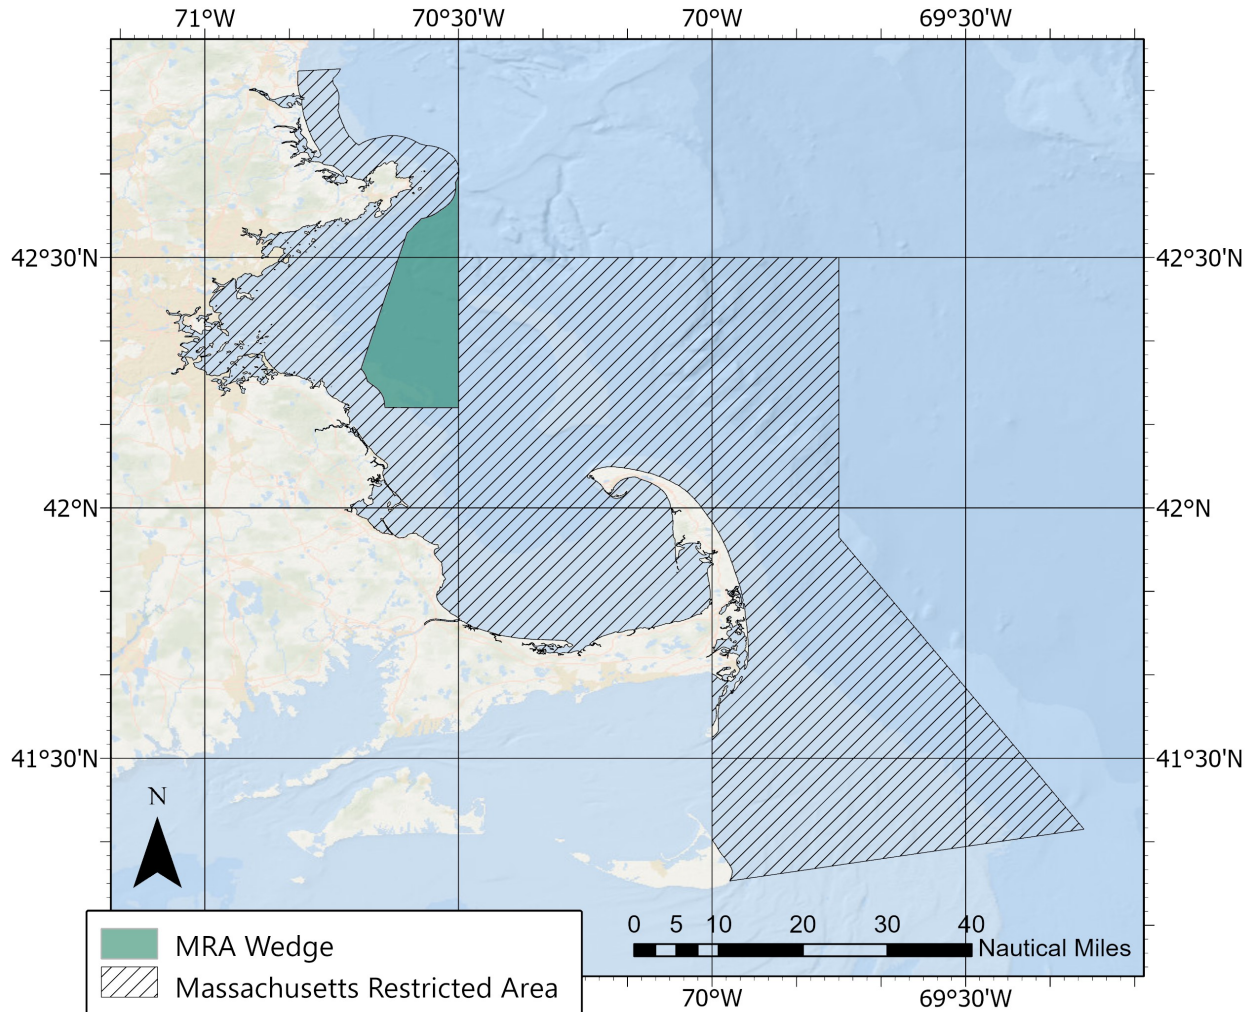 71°W 70°30'W 70°W 69°30'W
42°30'N 42°30'N
42°N 42°N
41°30'N 41°30'N
N
0 5 10 20 30 40
Nautical Miles
MRA Wedge
Massachusetts Restricted Area
70°W 69°30'W